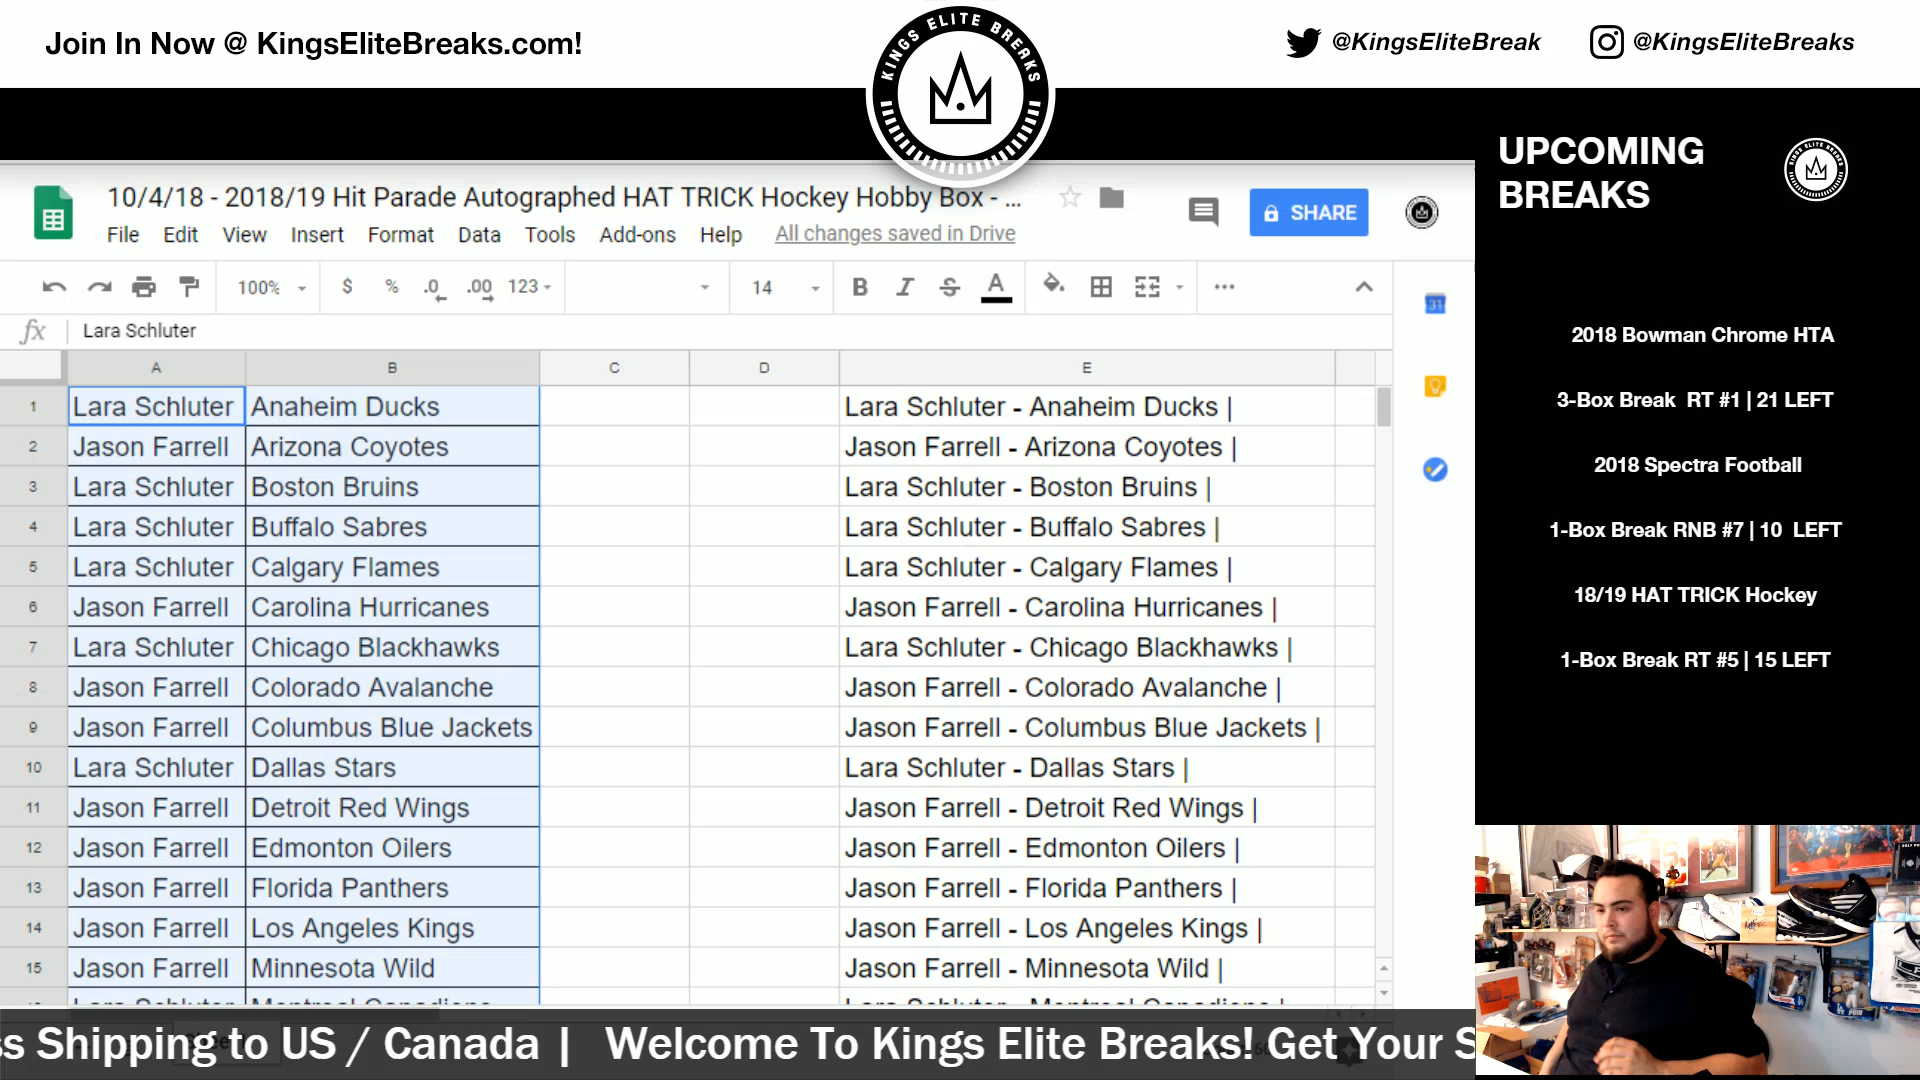 Join In Now @ KingsEliteBreaks.com!
KINGS ELITE BREAKS
@KingsEliteBreak
@KingsEliteBreaks
UPCOMING
BREAKS
10/4/18 - 2018/19 Hit Parade Autographed HAT TRICK Hockey Hobby Box - ...
SHARE
File Edit View Insert Format Data Tools Add-ons Help All changes saved in Drive
100% $ % .0 .00 123 14 B I S A ...
31
fx Lara Schluter
A B C D E
1 Lara Schluter Anaheim Ducks Lara Schluter - Anaheim Ducks |
2 Jason Farrell Arizona Coyotes Jason Farrell - Arizona Coyotes |
3 Lara Schluter Boston Bruins Lara Schluter - Boston Bruins |
4 Lara Schluter Buffalo Sabres Lara Schluter - Buffalo Sabres |
5 Lara Schluter Calgary Flames Lara Schluter - Calgary Flames |
6 Jason Farrell Carolina Hurricanes Jason Farrell - Carolina Hurricanes |
7 Lara Schluter Chicago Blackhawks Lara Schluter - Chicago Blackhawks |
8 Jason Farrell Colorado Avalanche Jason Farrell - Colorado Avalanche |
9 Jason Farrell Columbus Blue Jackets Jason Farrell - Columbus Blue Jackets |
10 Lara Schluter Dallas Stars Lara Schluter - Dallas Stars |
11 Jason Farrell Detroit Red Wings Jason Farrell - Detroit Red Wings |
12 Jason Farrell Edmonton Oilers Jason Farrell - Edmonton Oilers |
13 Jason Farrell Florida Panthers Jason Farrell - Florida Panthers |
14 Jason Farrell Los Angeles Kings Jason Farrell - Los Angeles Kings |
15 Jason Farrell Minnesota Wild Jason Farrell - Minnesota Wild |
Lara Schluter Montreal Canadiens Lara Schluter - Montreal Canadiens |
2018 Bowman Chrome HTA
3-Box Break RT #1 | 21 LEFT
2018 Spectra Football
1-Box Break RNB #7 | 10 LEFT
18/19 HAT TRICK Hockey
1-Box Break RT #5 | 15 LEFT
s Shipping to US / Canada | Welcome To Kings Elite Breaks! Get Your S